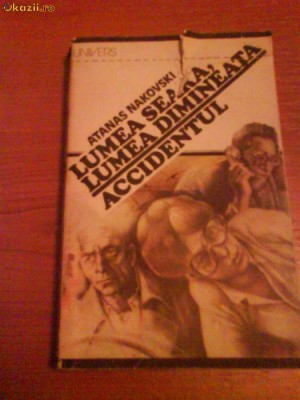 Okazii.ro
UNIVERS
ATANAS NAKOVSKI
LUMEA SEARA,
LUMEA DIMINEAȚA
ACCIDENTUL